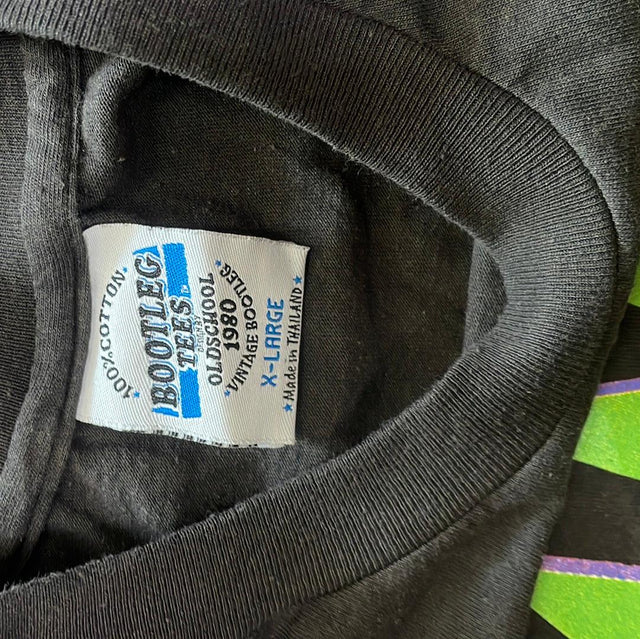 100% COTTON
BOOTLEG
TEES
OLDSCHOOL
1980
VINTAGE BOOTLEG
X-LARGE
Made in THAILAND